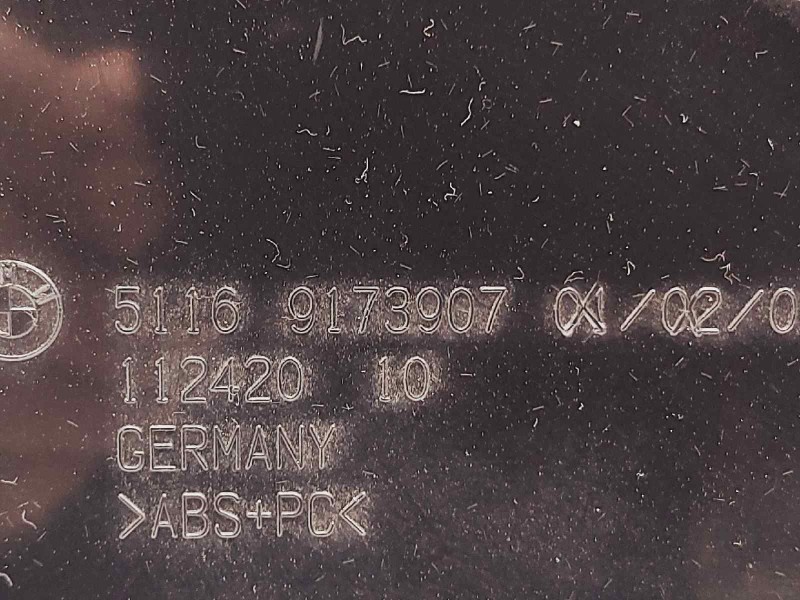 5116 9173907 01/02/0
112420 10
GERMANY
>ABS+PC<